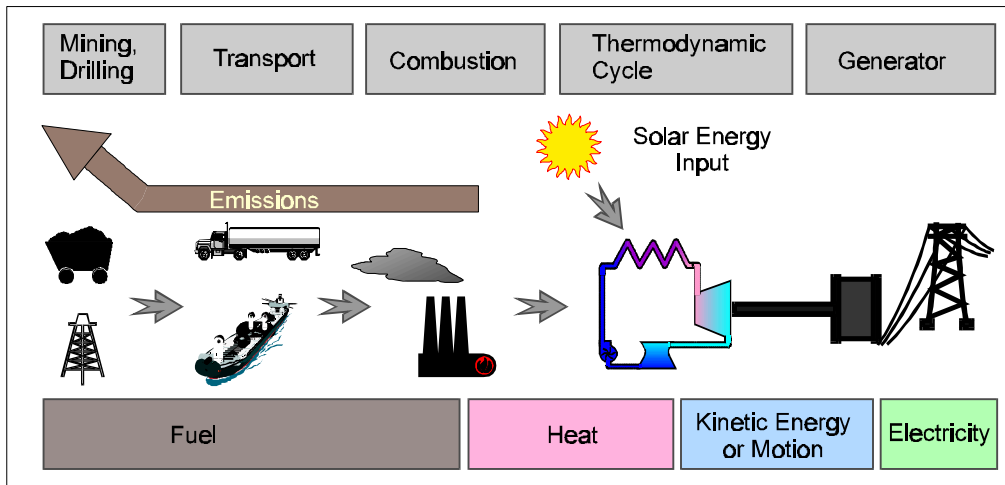 Mining,
Drilling
Transport
Combustion
Thermodynamic
Cycle
Generator
Solar Energy
Input
Emissions
Fuel
Heat
Kinetic Energy
or Motion
Electricity